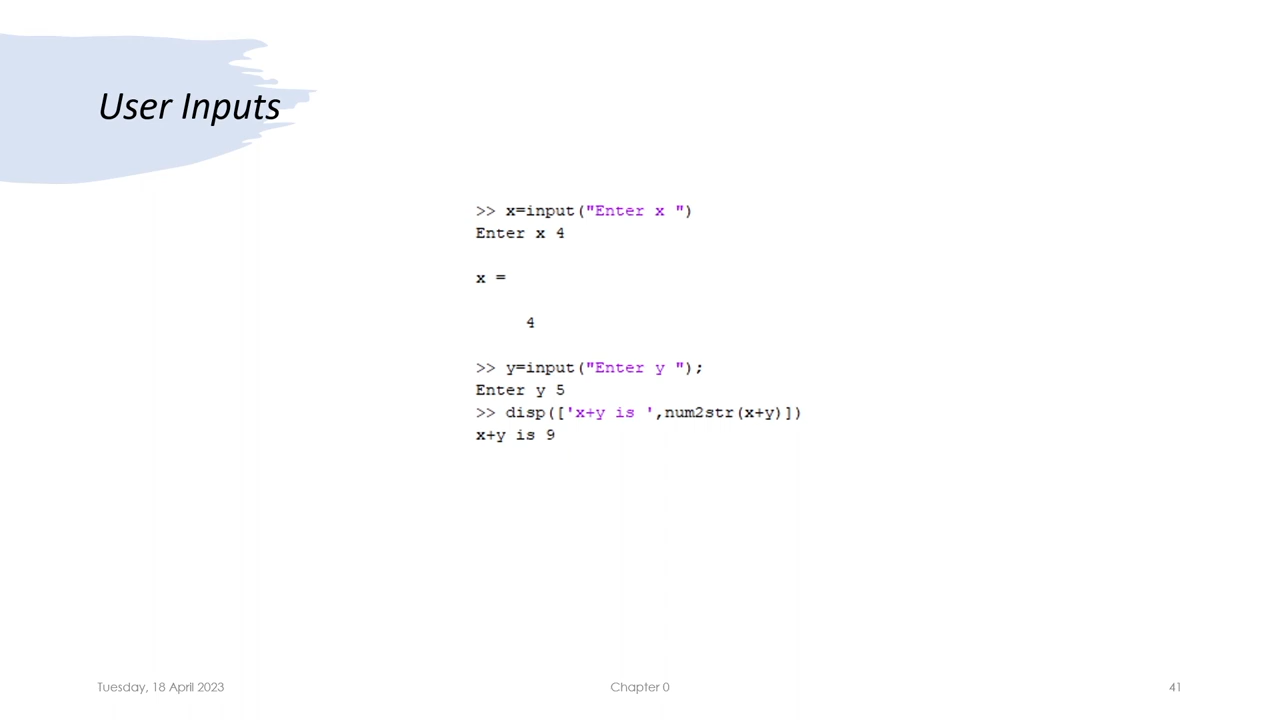 User Inputs
>> x=input("Enter x ")
Enter x 4
x =
4
>> y=input("Enter y ");
Enter y 5
>> disp(['x+y is ',num2str(x+y)])
x+y is 9
Tuesday, 18 April 2023
Chapter 0
41